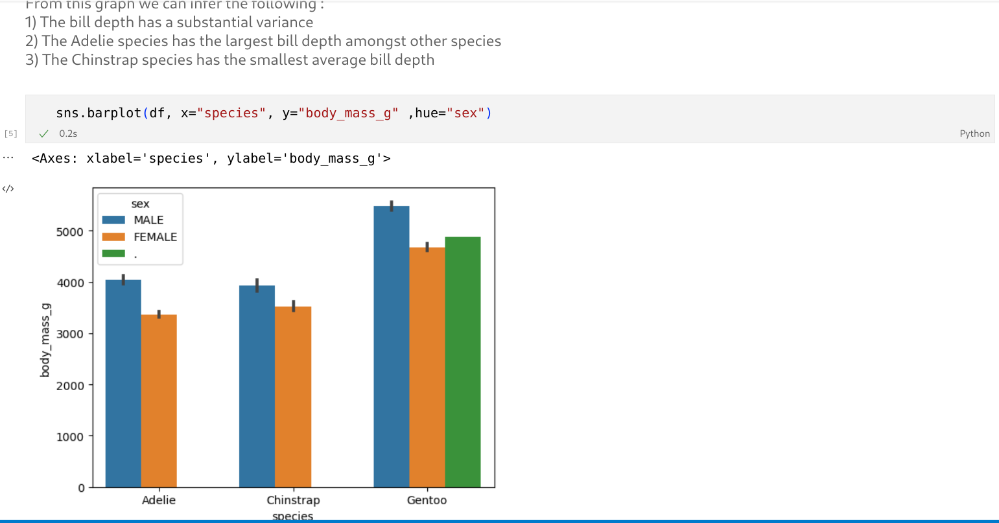 From this graph we can infer the following :
1) The bill depth has a substantial variance
2) The Adelie species has the largest bill depth amongst other species
3) The Chinstrap species has the smallest average bill depth
sns.barplot(df, x="species", y="body_mass_g" ,hue="sex")
[5] 0.2s Python
<Axes: xlabel='species', ylabel='body_mass_g'>
sex
MALE
FEMALE
.
5000
4000
3000
2000
1000
0
body_mass_g
Adelie Chinstrap Gentoo
species